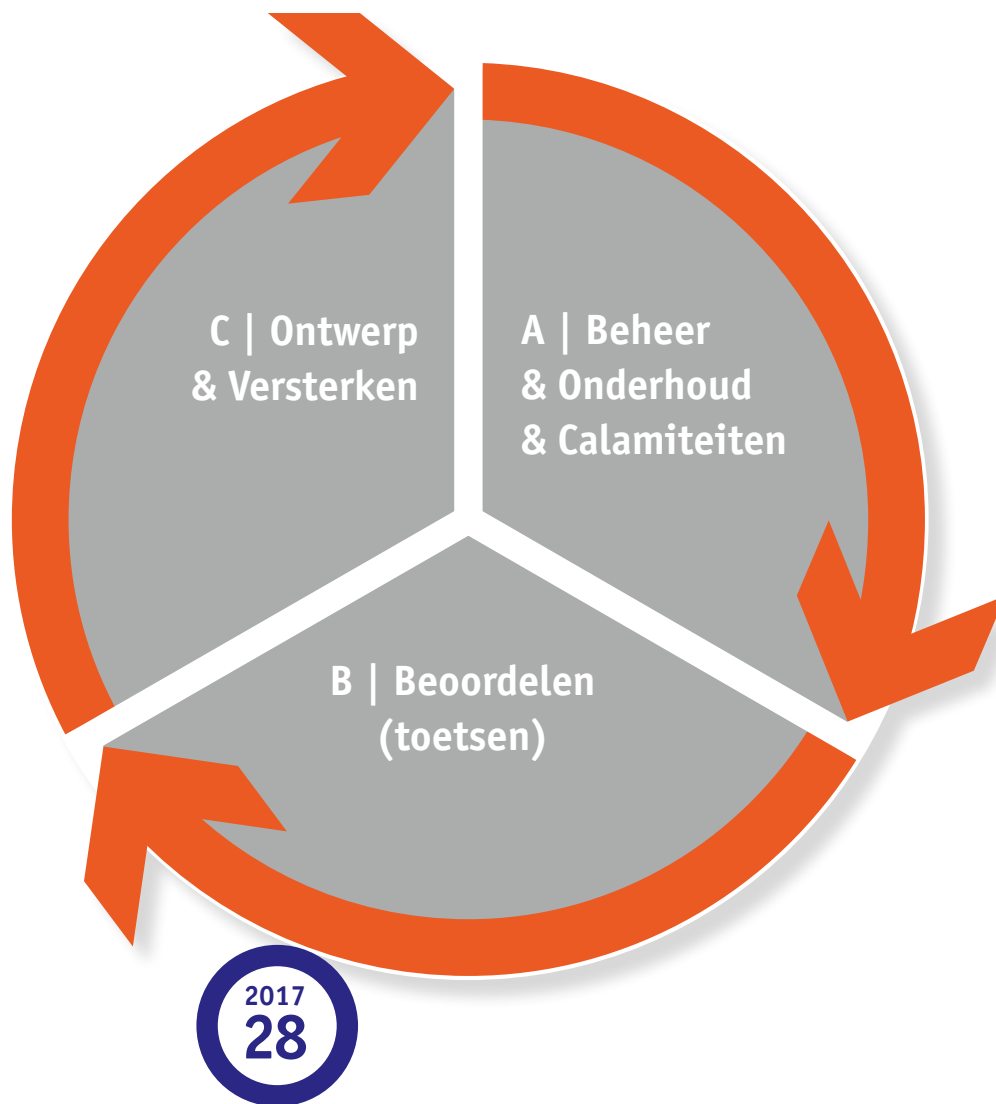 C | Ontwerp
& Versterken
A | Beheer
& Onderhoud
& Calamiteiten
B | Beoordelen
(toetsen)
2017
28